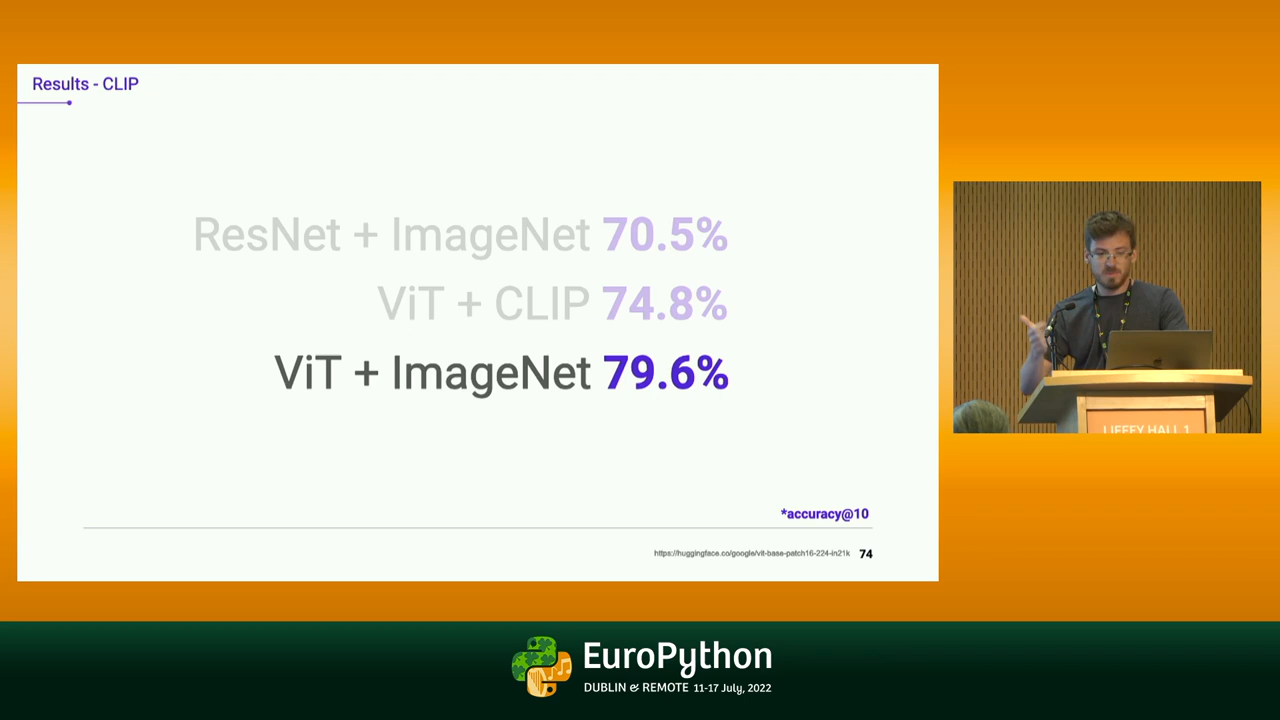 Results - CLIP
ResNet + ImageNet 70.5%
ViT + CLIP 74.8%
ViT + ImageNet 79.6%
*accuracy@10
https://huggingface.co/google/vit-base-patch16-224-in21k 74
LIFFEY HALL 1
EuroPython
DUBLIN & REMOTE 11-17 July, 2022